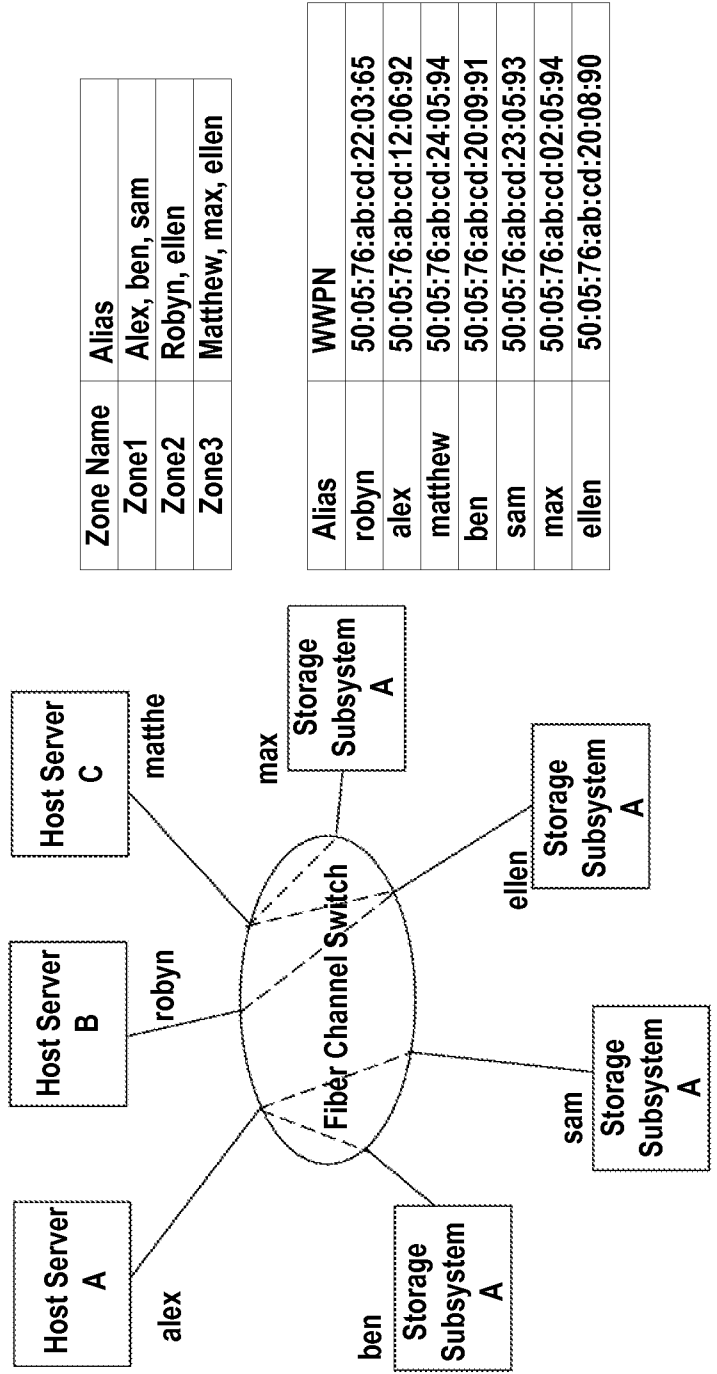 Host Server
A
Host Server
B
Host Server
C
alex
robyn
matthe
Fiber Channel Switch
ben
sam
ellen
max
Storage
Subsystem
A
Storage
Subsystem
A
Storage
Subsystem
A
Storage
Subsystem
A
Zone Name Alias
Zone1 Alex, ben, sam
Zone2 Robyn, ellen
Zone3 Matthew, max, ellen
Alias WWPN
robyn 50:05:76:ab:cd:22:03:65
alex 50:05:76:ab:cd:12:06:92
matthew 50:05:76:ab:cd:24:05:94
ben 50:05:76:ab:cd:20:09:91
sam 50:05:76:ab:cd:23:05:93
max 50:05:76:ab:cd:02:05:94
ellen 50:05:76:ab:cd:20:08:90